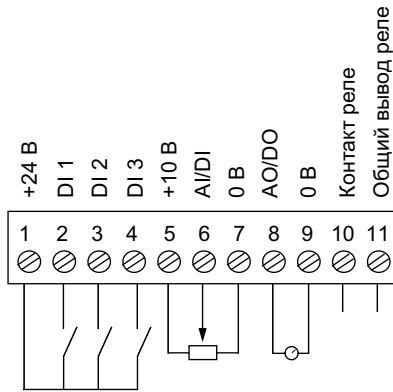 +24 В
DI 1
DI 2
DI 3
+10 В
AI/DI
0 В
AO/DO
0 В
Контакт реле
Общий вывод реле
1 2 3 4 5 6 7 8 9 10 11